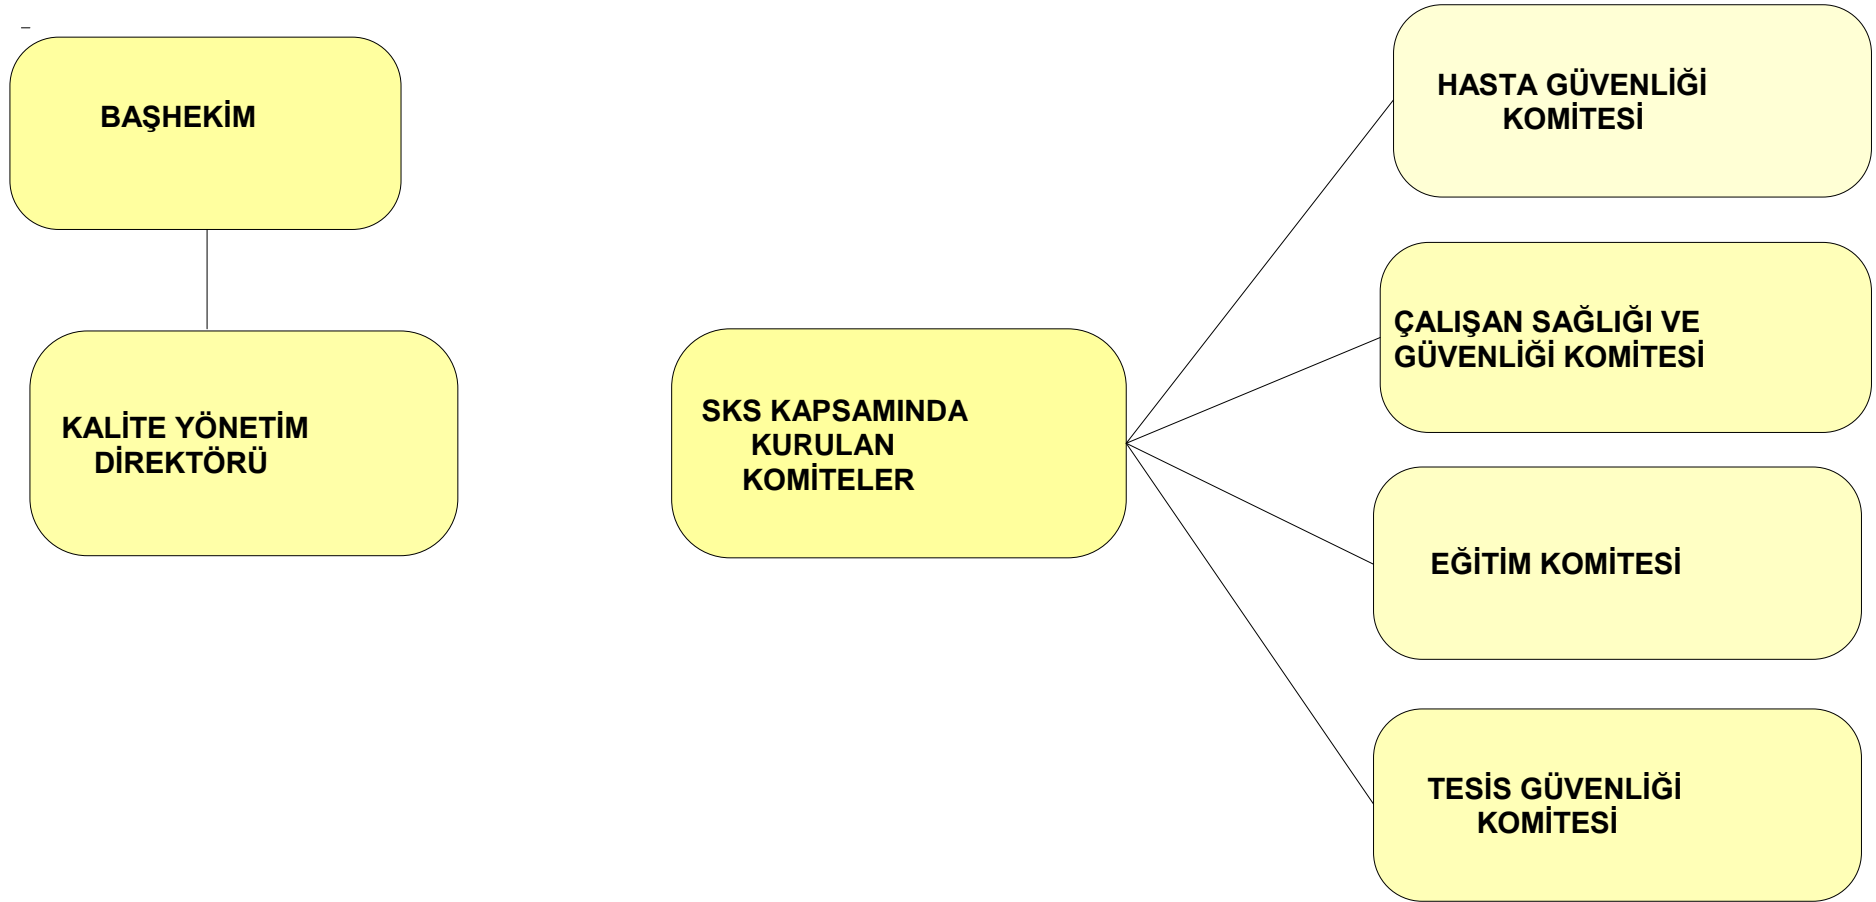 BAŞHEKİM
KALİTE YÖNETİM
DİREKTÖRÜ
SKS KAPSAMINDA
KURULAN
KOMİTELER
HASTA GÜVENLİĞİ
KOMİTESİ
ÇALIŞAN SAĞLIĞI VE
GÜVENLİĞİ KOMİTESİ
EĞİTİM KOMİTESİ
TESİS GÜVENLİĞİ
KOMİTESİ